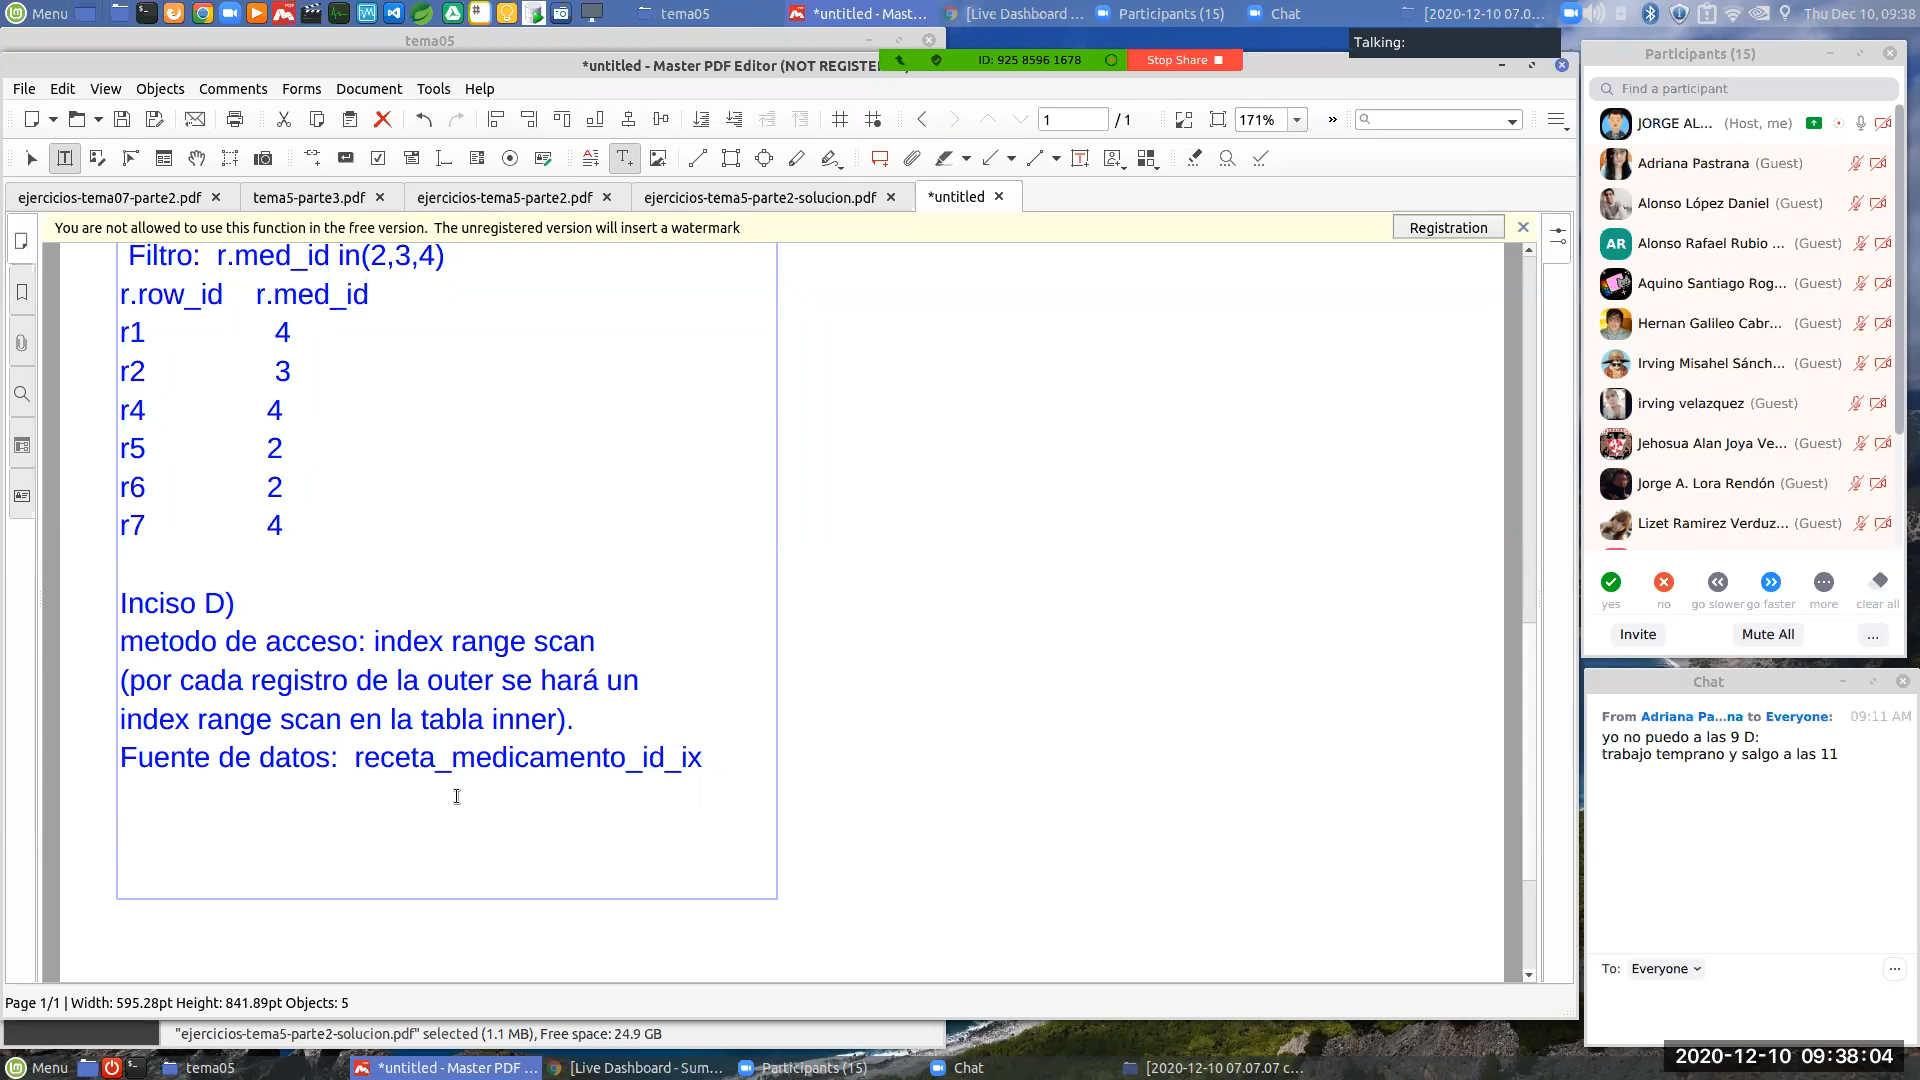 Menu
tema05
*untitled - Mast...
[Live Dashboard ...
Participants (15)
Chat
[2020-12-10 07.0...
Thu Dec 10, 09:38
tema05
Talking:
*untitled - Master PDF Editor (NOT REGISTE
ID: 925 8596 1678
Stop Share
File Edit View Objects Comments Forms Document Tools Help
1 / 1
171%
ejercicios-tema07-parte2.pdf
tema5-parte3.pdf
ejercicios-tema5-parte2.pdf
ejercicios-tema5-parte2-solucion.pdf
*untitled
You are not allowed to use this function in the free version. The unregistered version will insert a watermark
Registration
Filtro: r.med_id in(2,3,4)
r.row_id r.med_id
r1 4
r2 3
r4 4
r5 2
r6 2
r7 4
Inciso D)
metodo de acceso: index range scan
(por cada registro de la outer se hará un
index range scan en la tabla inner).
Fuente de datos: receta_medicamento_id_ix
Page 1/1 | Width: 595.28pt Height: 841.89pt Objects: 5
"ejercicios-tema5-parte2-solucion.pdf" selected (1.1 MB), Free space: 24.9 GB
Participants (15)
Find a participant
JORGE AL... (Host, me)
Adriana Pastrana (Guest)
Alonso López Daniel (Guest)
AR Alonso Rafael Rubio ... (Guest)
Aquino Santiago Rog... (Guest)
Hernan Galileo Cabr... (Guest)
Irving Misahel Sánch... (Guest)
irving velazquez (Guest)
Jehosua Alan Joya Ve... (Guest)
Jorge A. Lora Rendón (Guest)
Lizet Ramirez Verduz... (Guest)
yes no go slower go faster more clear all
Invite Mute All ...
Chat
From Adriana Pa...na to Everyone: 09:11 AM
yo no puedo a las 9 D:
trabajo temprano y salgo a las 11
To: Everyone
Menu
tema05
*untitled - Master PDF ...
[Live Dashboard - Sum...
Participants (15)
Chat
[2020-12-10 07.07.07 c...
2020-12-10 09:38:04